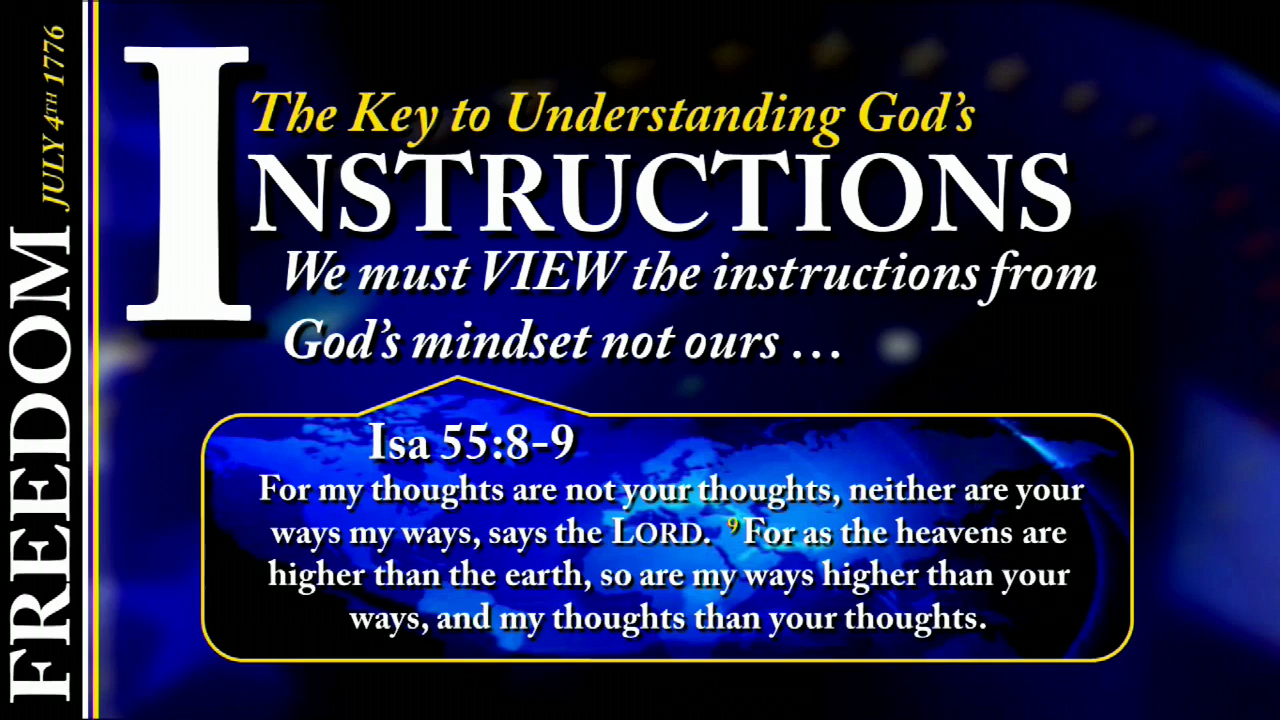 FREEDOM JULY 4TH 1776
The Key to Understanding God's
INSTRUCTIONS
We must VIEW the instructions from
God's mindset not ours ...
Isa 55:8-9
For my thoughts are not your thoughts, neither are your
ways my ways, says the LORD. 9 For as the heavens are
higher than the earth, so are my ways higher than your
ways, and my thoughts than your thoughts.